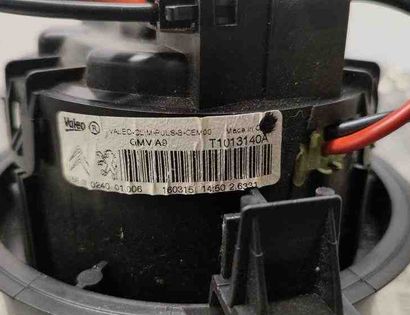 Valeo ® VALEO-CLIM-PULS-S-CEM00 Made in
GMV A9 T1013140A
0240 01 006 160315 14:50 2.6331